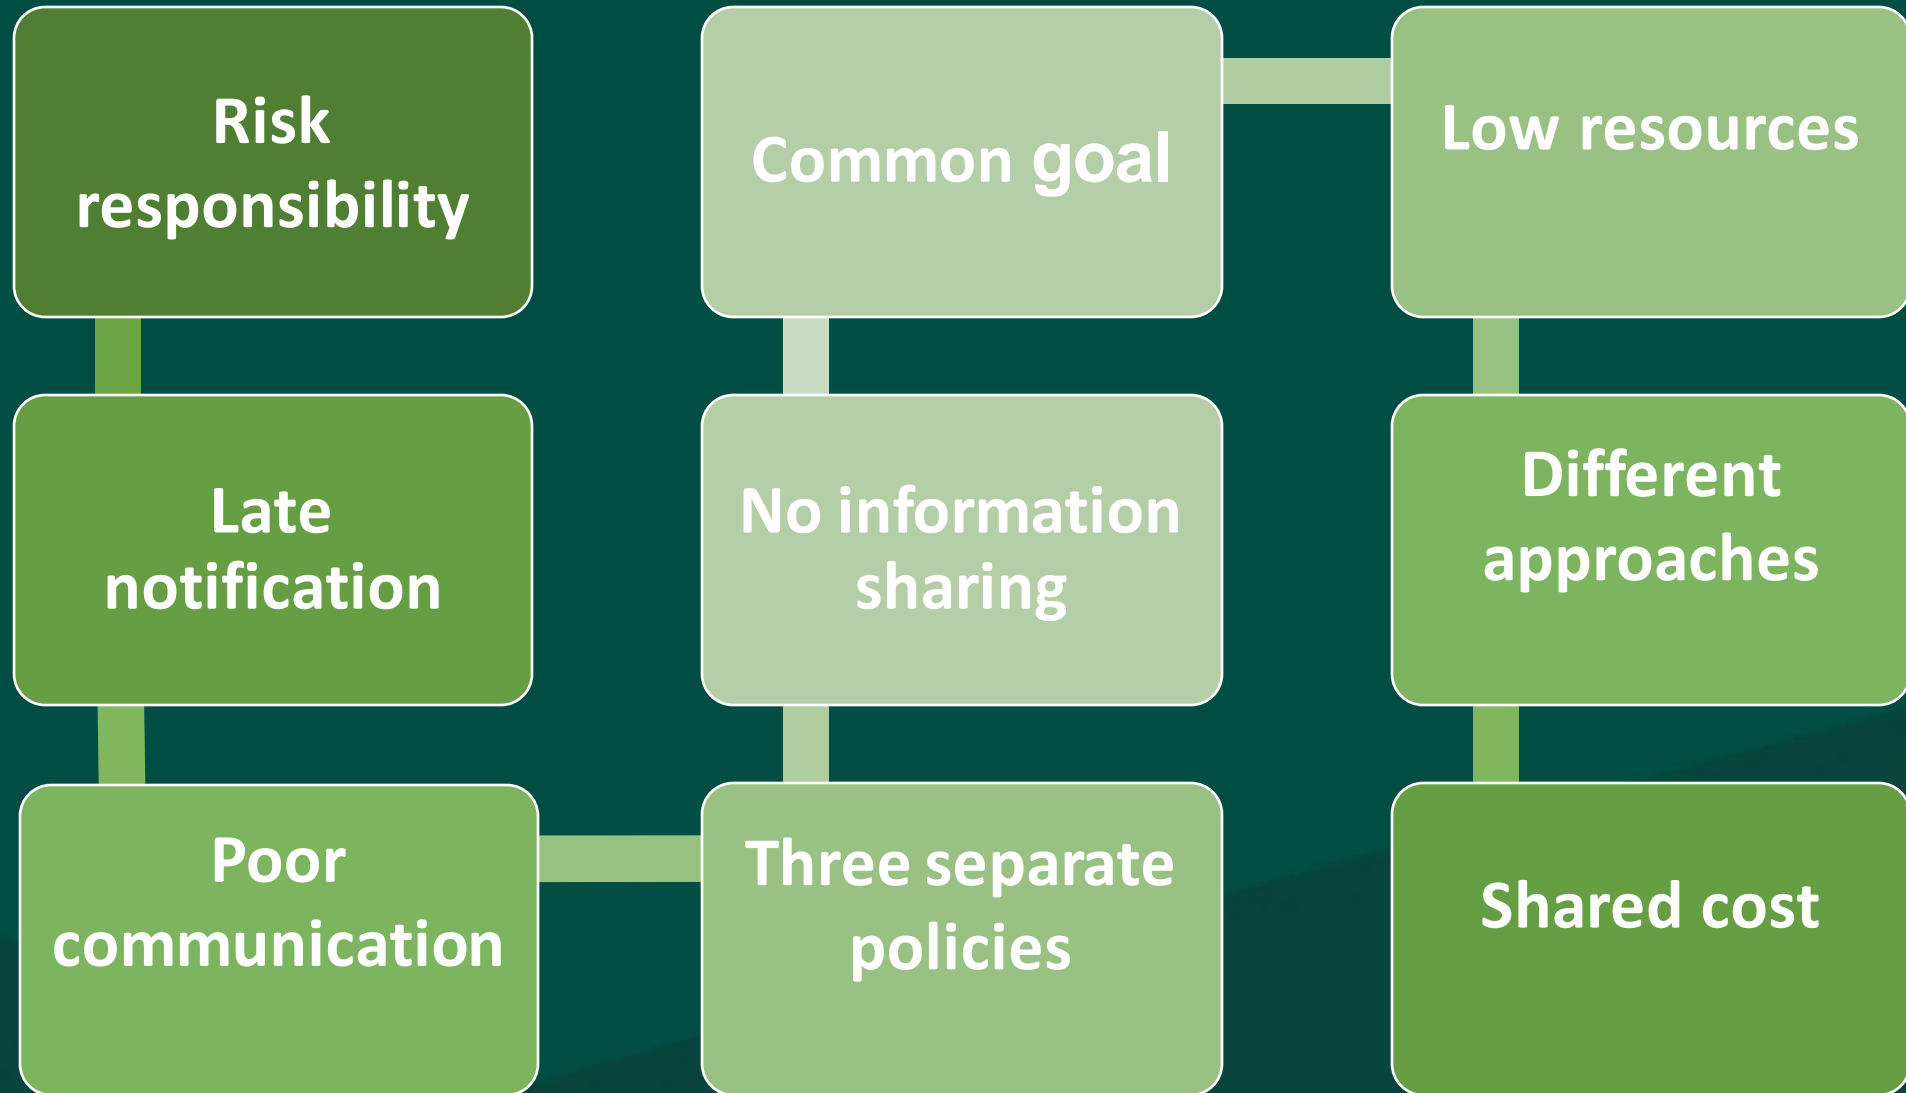 Risk
responsibility
Late
notification
Poor
communication
Three separate
policies
No information
sharing
Common goal
Low resources
Different
approaches
Shared cost